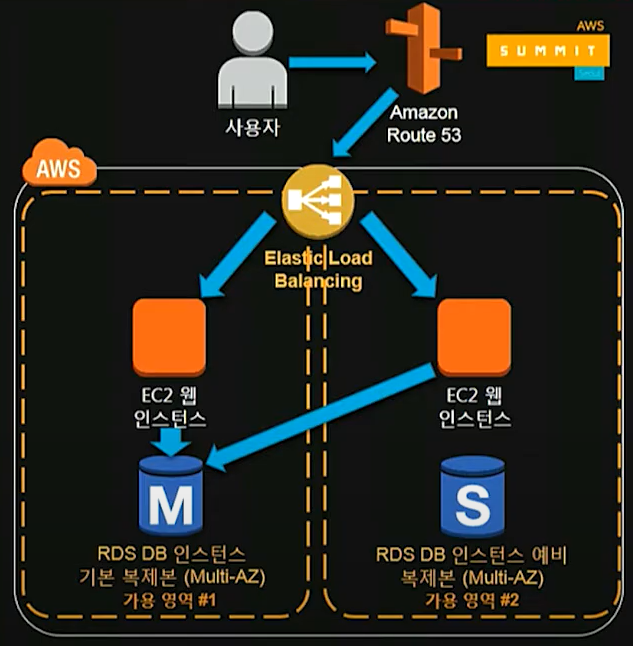 AWS
SUMMIT
Seoul
사용자
Amazon
Route 53
AWS
Elastic Load
Balancing
EC2 웹
인스턴스
EC2 웹
인스턴스
M
S
RDS DB 인스턴스
기본 복제본 (Multi-AZ)
가용 영역 #1
RDS DB 인스턴스 예비
복제본 (Multi-AZ)
가용 영역 #2